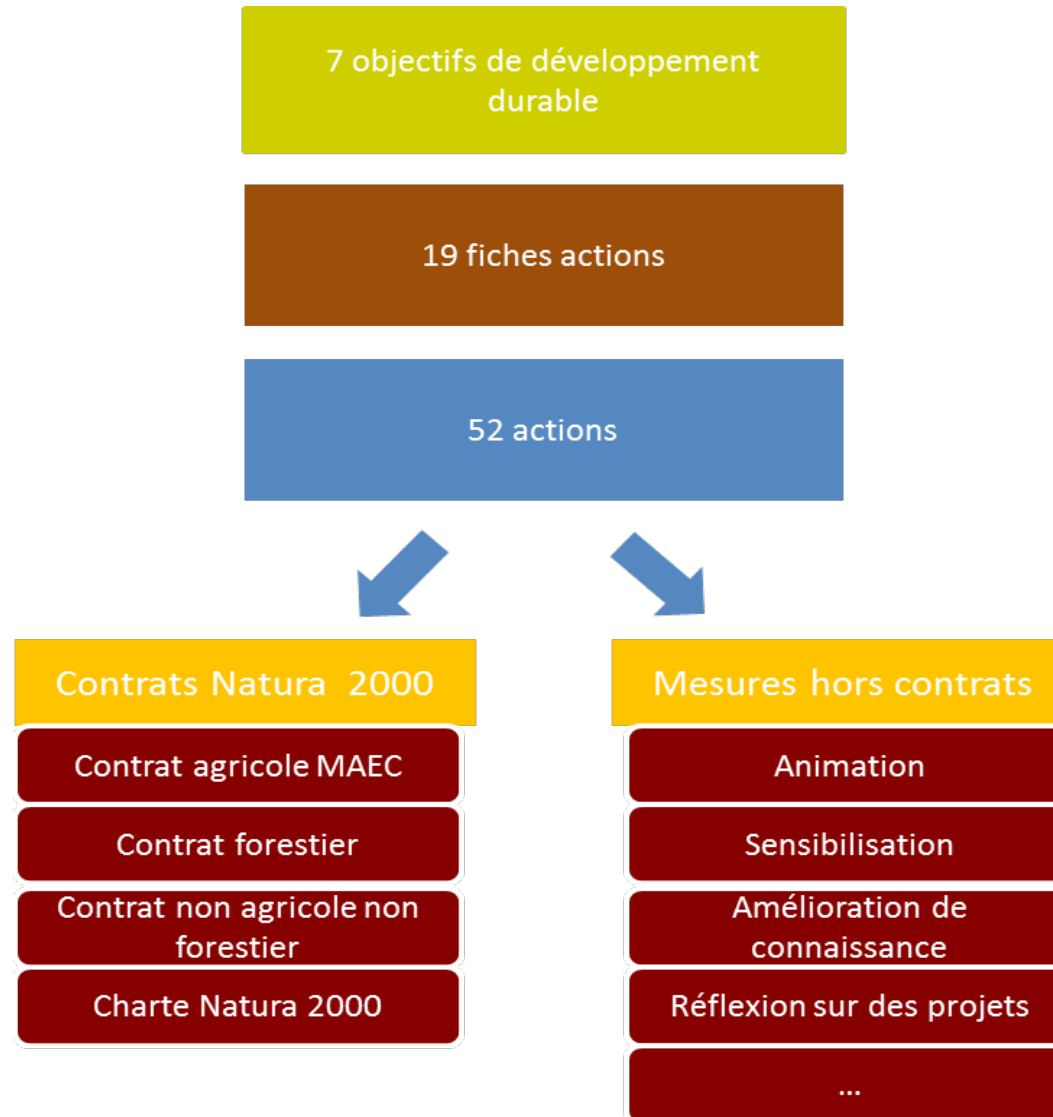 7 objectifs de développement
durable
19 fiches actions
52 actions
Contrats Natura 2000
Contrat agricole MAEC
Contrat forestier
Contrat non agricole non
forestier
Charte Natura 2000
Mesures hors contrats
Animation
Sensibilisation
Amélioration de
connaissance
Réflexion sur des projets
...